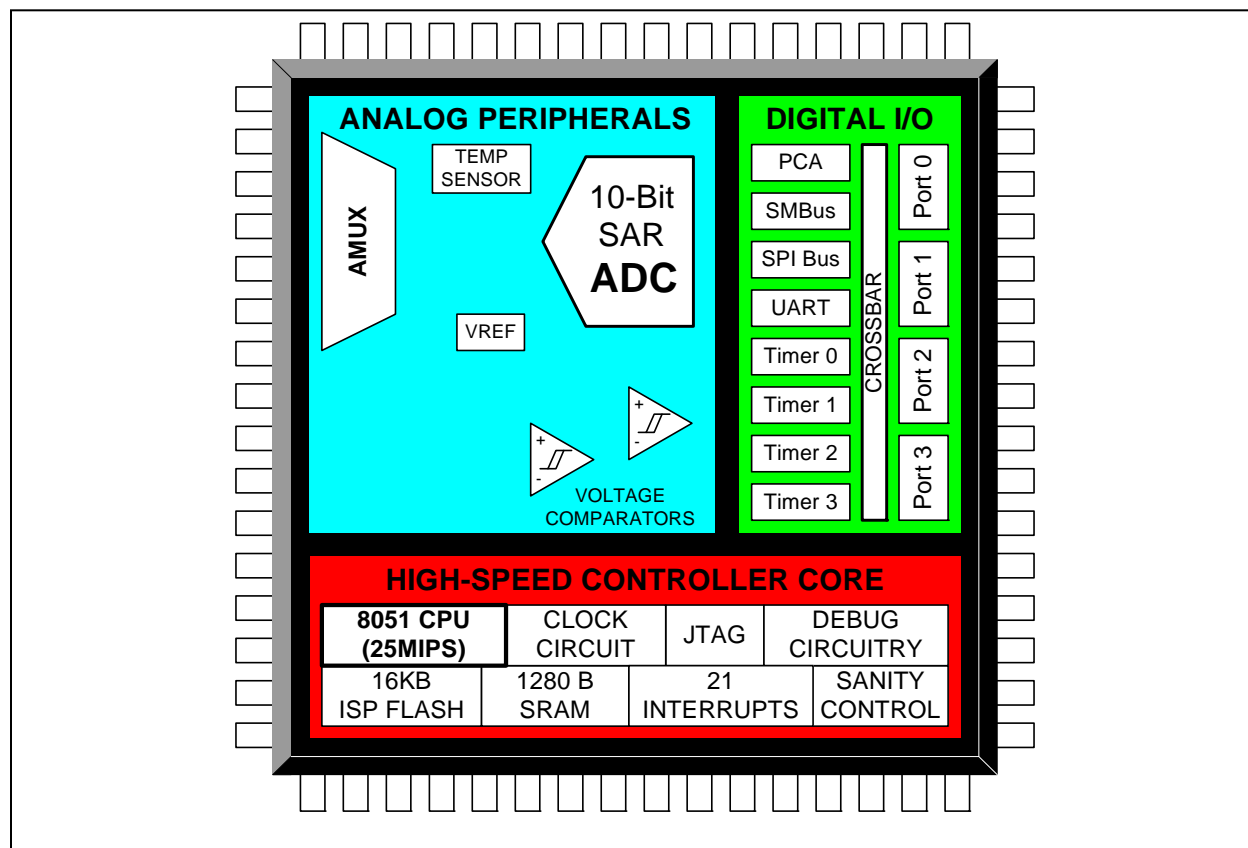 ANALOG PERIPHERALS
AMUX
TEMP
SENSOR
10-Bit
SAR
ADC
VREF
+
-
+
-
VOLTAGE
COMPARATORS
DIGITAL I/O
PCA
SMBus
SPI Bus
UART
Timer 0
Timer 1
Timer 2
Timer 3
CROSSBAR
Port 0
Port 1
Port 2
Port 3
HIGH-SPEED CONTROLLER CORE
8051 CPU
(25MIPS)
CLOCK
CIRCUIT
JTAG
DEBUG
CIRCUITRY
16KB
ISP FLASH
1280 B
SRAM
21
INTERRUPTS
SANITY
CONTROL